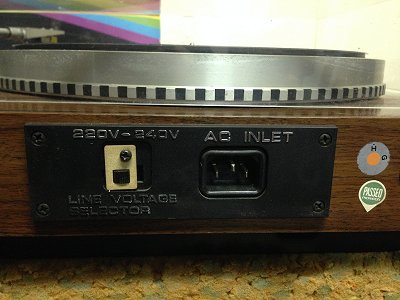 220V-240V AC INLET
LINE VOLTAGE
SELECTOR
H
G
PASSED